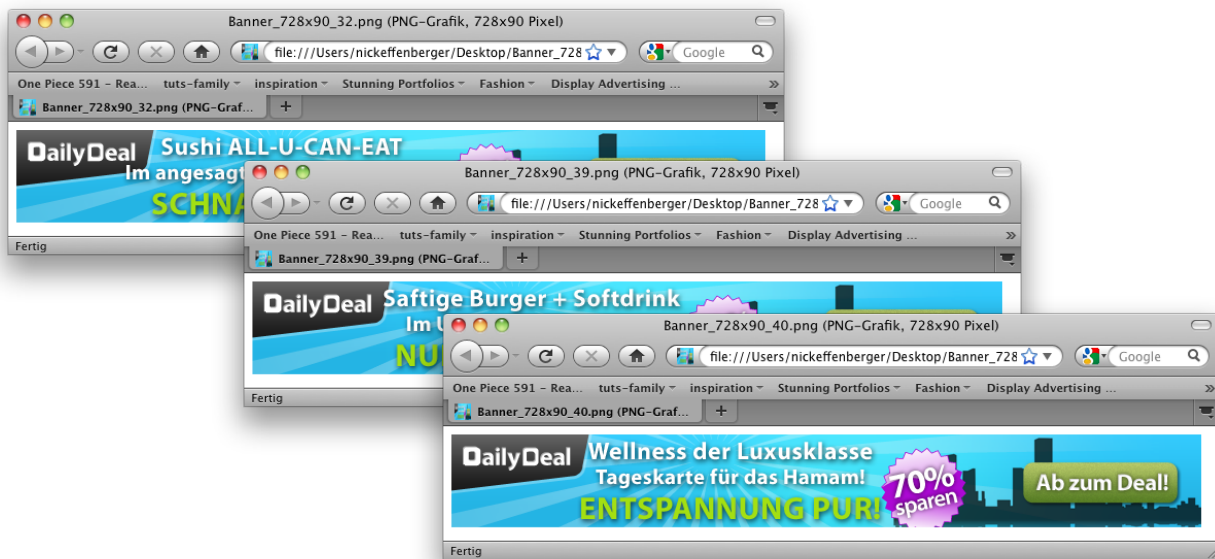 Banner_728x90_32.png (PNG-Grafik, 728x90 Pixel)
file:///Users/nickeffenberger/Desktop/Banner_728
Google
One Piece 591 – Rea... tuts-family inspiration Stunning Portfolios Fashion Display Advertising ... »
Banner_728x90_32.png (PNG-Graf... +
DailyDeal
Sushi ALL-U-CAN-EAT
Im angesagt
SCHNA
Fertig
Banner_728x90_39.png (PNG-Grafik, 728x90 Pixel)
file:///Users/nickeffenberger/Desktop/Banner_728
Google
One Piece 591 – Rea... tuts-family inspiration Stunning Portfolios Fashion Display Advertising ... »
Banner_728x90_39.png (PNG-Graf... +
DailyDeal
Saftige Burger + Softdrink
Im U
Fertig
Banner_728x90_40.png (PNG-Grafik, 728x90 Pixel)
file:///Users/nickeffenberger/Desktop/Banner_728
Google
One Piece 591 – Rea... tuts-family inspiration Stunning Portfolios Fashion Display Advertising ... »
Banner_728x90_40.png (PNG-Graf... +
DailyDeal
Wellness der Luxusklasse
Tageskarte für das Hamam!
ENTSPANNUNG PUR!
70%
sparen
Ab zum Deal!
Fertig